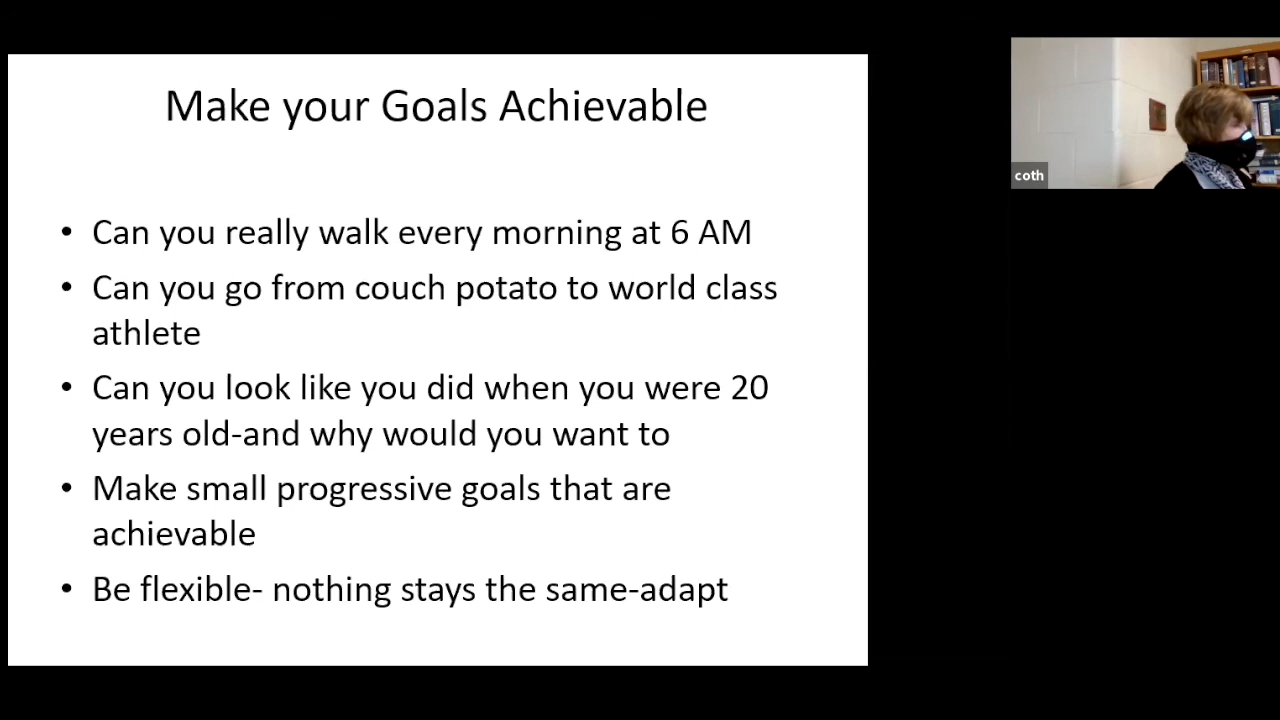 Make your Goals Achievable
• Can you really walk every morning at 6 AM
• Can you go from couch potato to world class
athlete
• Can you look like you did when you were 20
years old-and why would you want to
• Make small progressive goals that are
achievable
• Be flexible- nothing stays the same-adapt
coth